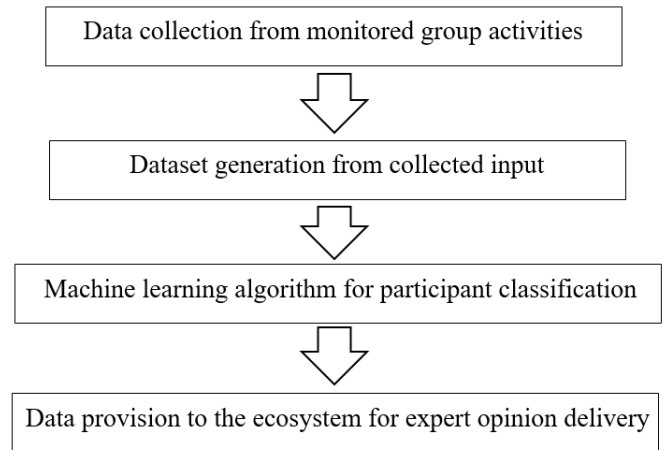 Data collection from monitored group activities
Dataset generation from collected input
Machine learning algorithm for participant classification
Data provision to the ecosystem for expert opinion delivery